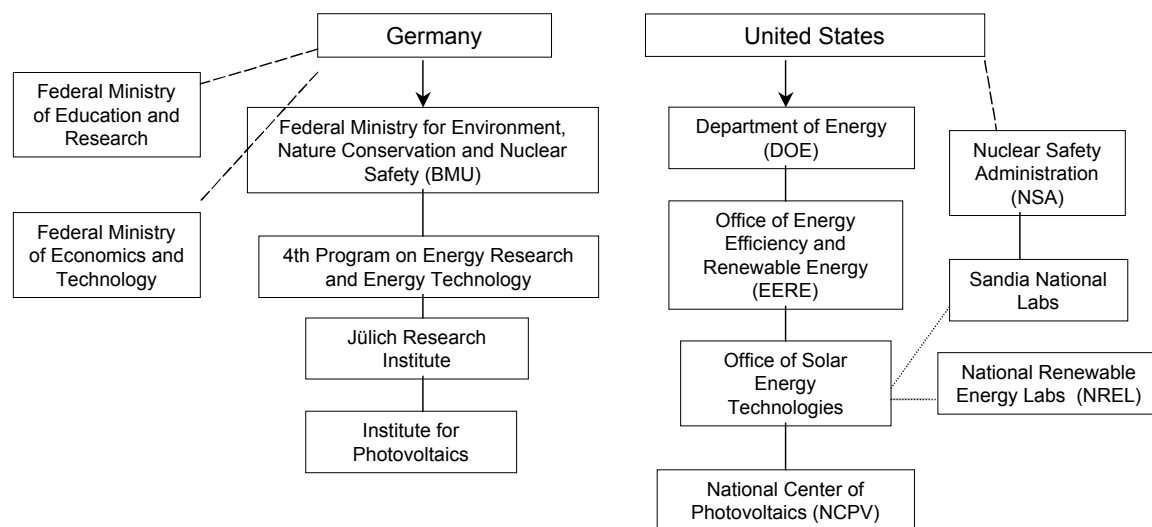 Germany
Federal Ministry
of Education and
Research
Federal Ministry for Environment,
Nature Conservation and Nuclear
Safety (BMU)
Federal Ministry
of Economics and
Technology
4th Program on Energy Research
and Energy Technology
Jülich Research
Institute
Institute for
Photovoltaics
United States
Department of Energy
(DOE)
Nuclear Safety
Administration
(NSA)
Office of Energy
Efficiency and
Renewable Energy
(EERE)
Sandia National
Labs
Office of Solar
Energy
Technologies
National Renewable
Energy Labs (NREL)
National Center of
Photovoltaics (NCPV)